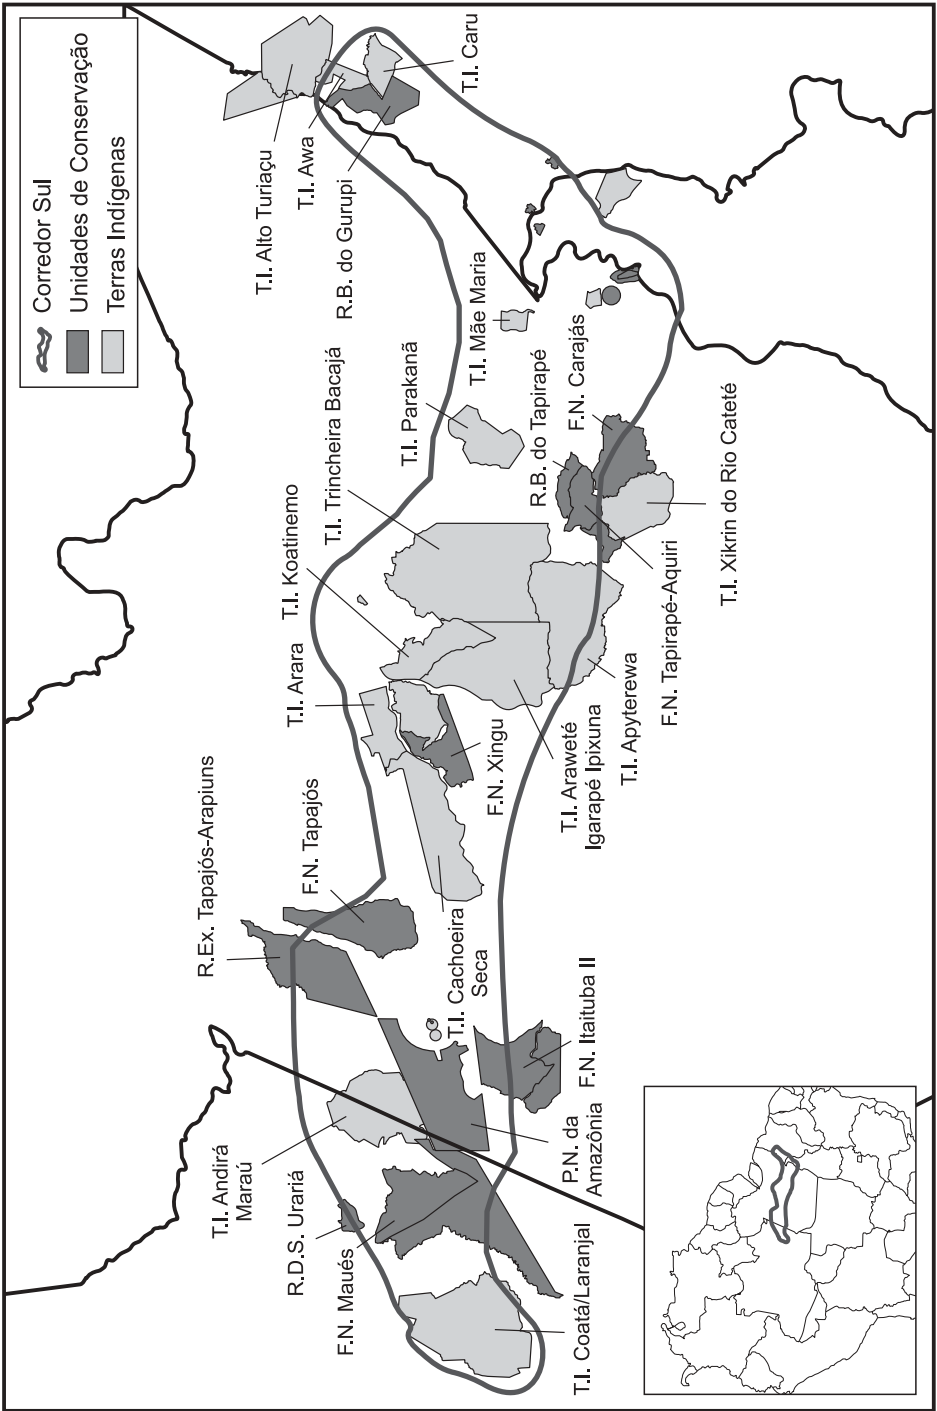 Corredor Sul
Unidades de Conservação
Terras Indígenas
T.I. Coatá/Laranjal
F.N. Maués
R.D.S. Urariá
T.I. Andirá
Maraú
P.N. da
Amazônia
F.N. Itaituba II
R.Ex. Tapajós-Arapiuns
F.N. Tapajós
T.I. Cachoeira
Seca
T.I. Arara
F.N. Xingu
T.I. Koatinemo
T.I. Araweté
Igarapé Ipixuna
T.I. Trincheira Bacajá
T.I. Apyterewa
F.N. Tapirapé-Aquiri
T.I. Xikrin do Rio Cateté
T.I. Parakanã
R.B. do Tapirapé
F.N. Carajás
T.I. Mãe Maria
R.B. do Gurupi
T.I. Awa
T.I. Alto Turiaçu
T.I. Caru